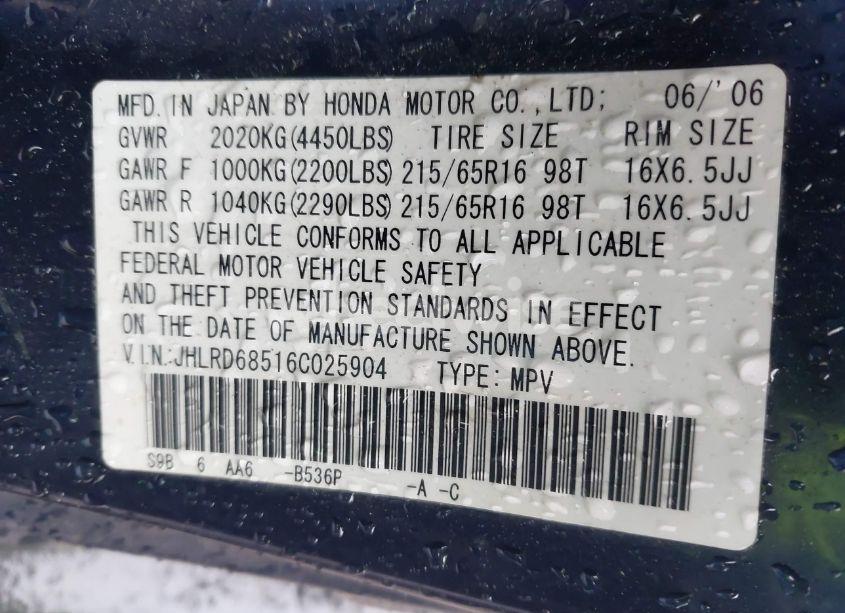 MFD. IN JAPAN BY HONDA MOTOR CO.,LTD: 06/'06
GVWR 2020KG(4450LBS) TIRE SIZE RIM SIZE
GAWR F 1000KG(2200LBS) 215/65R16 98T 16X6.5JJ
GAWR R 1040KG(2290LBS) 215/65R16 98T 16X6.5JJ
THIS VEHICLE CONFORMS TO ALL APPLICABLE
FEDERAL MOTOR VEHICLE SAFETY
AND THEFT PREVENTION STANDARDS IN EFFECT
ON THE DATE OF MANUFACTURE SHOWN ABOVE.
V.I.N.:JHLRD68516C025904 TYPE: MPV
S9B 6 AA6 -B536P -A -C